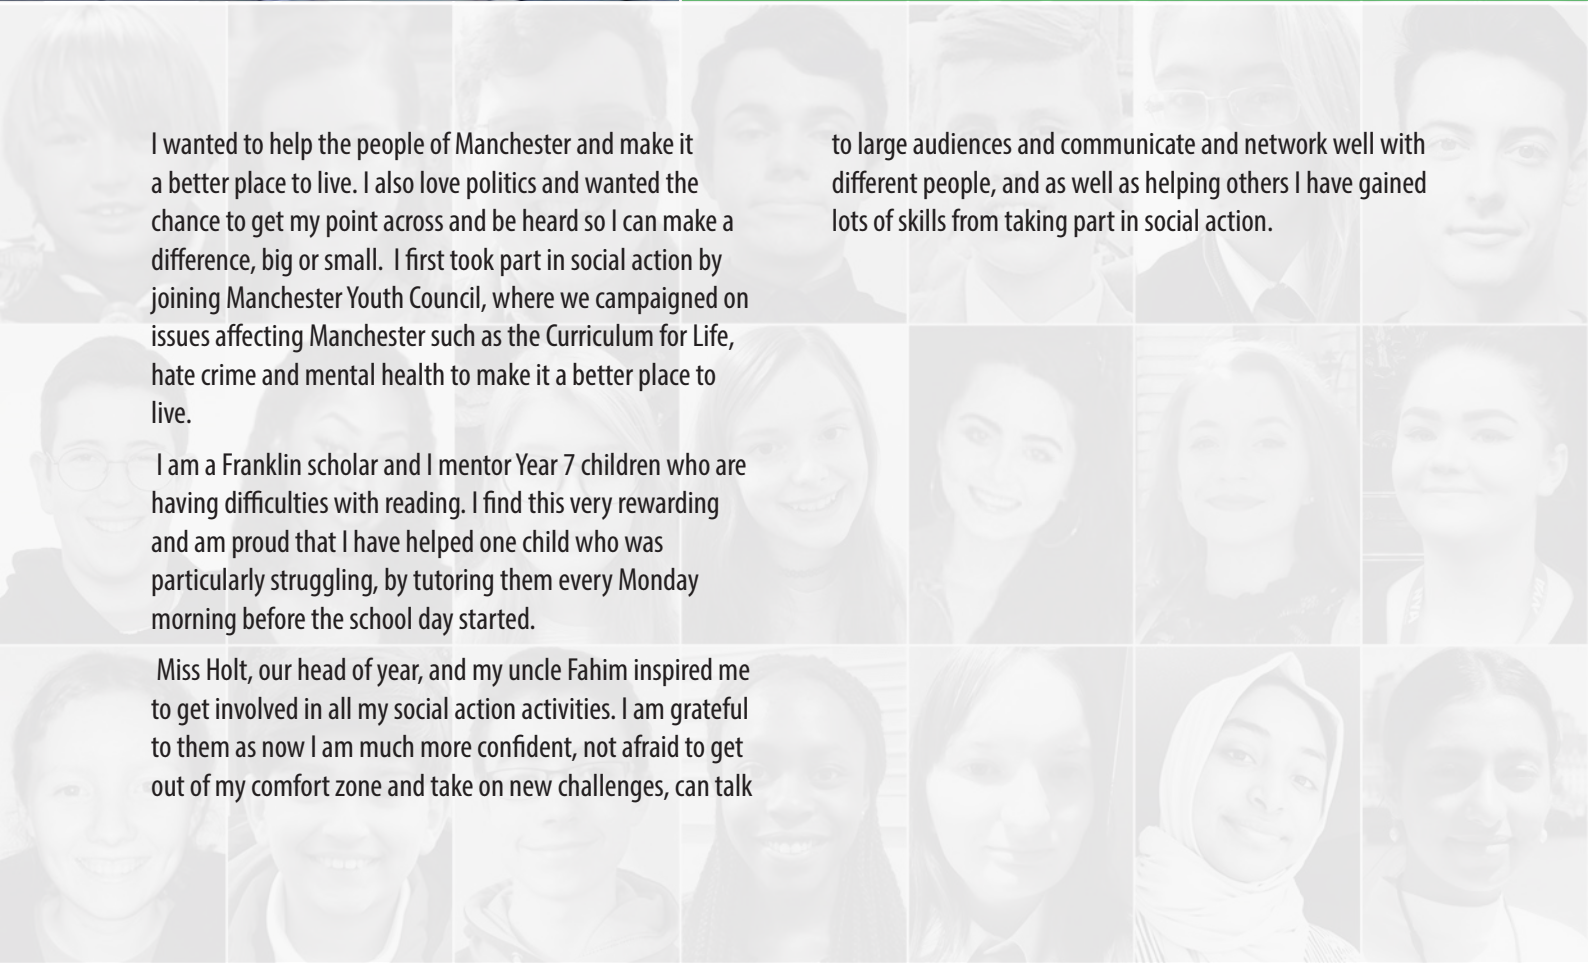 I wanted to help the people of Manchester and make it
a better place to live. I also love politics and wanted the
chance to get my point across and be heard so I can make a
difference, big or small.  I first took part in social action by
joining Manchester Youth Council, where we campaigned on
issues affecting Manchester such as the Curriculum for Life,
hate crime and mental health to make it a better place to
live.
I am a Franklin scholar and I mentor Year 7 children who are
having difficulties with reading. I find this very rewarding
and am proud that I have helped one child who was
particularly struggling, by tutoring them every Monday
morning before the school day started.
Miss Holt, our head of year, and my uncle Fahim inspired me
to get involved in all my social action activities. I am grateful
to them as now I am much more confident, not afraid to get
out of my comfort zone and take on new challenges, can talk
to large audiences and communicate and network well with
different people, and as well as helping others I have gained
lots of skills from taking part in social action.